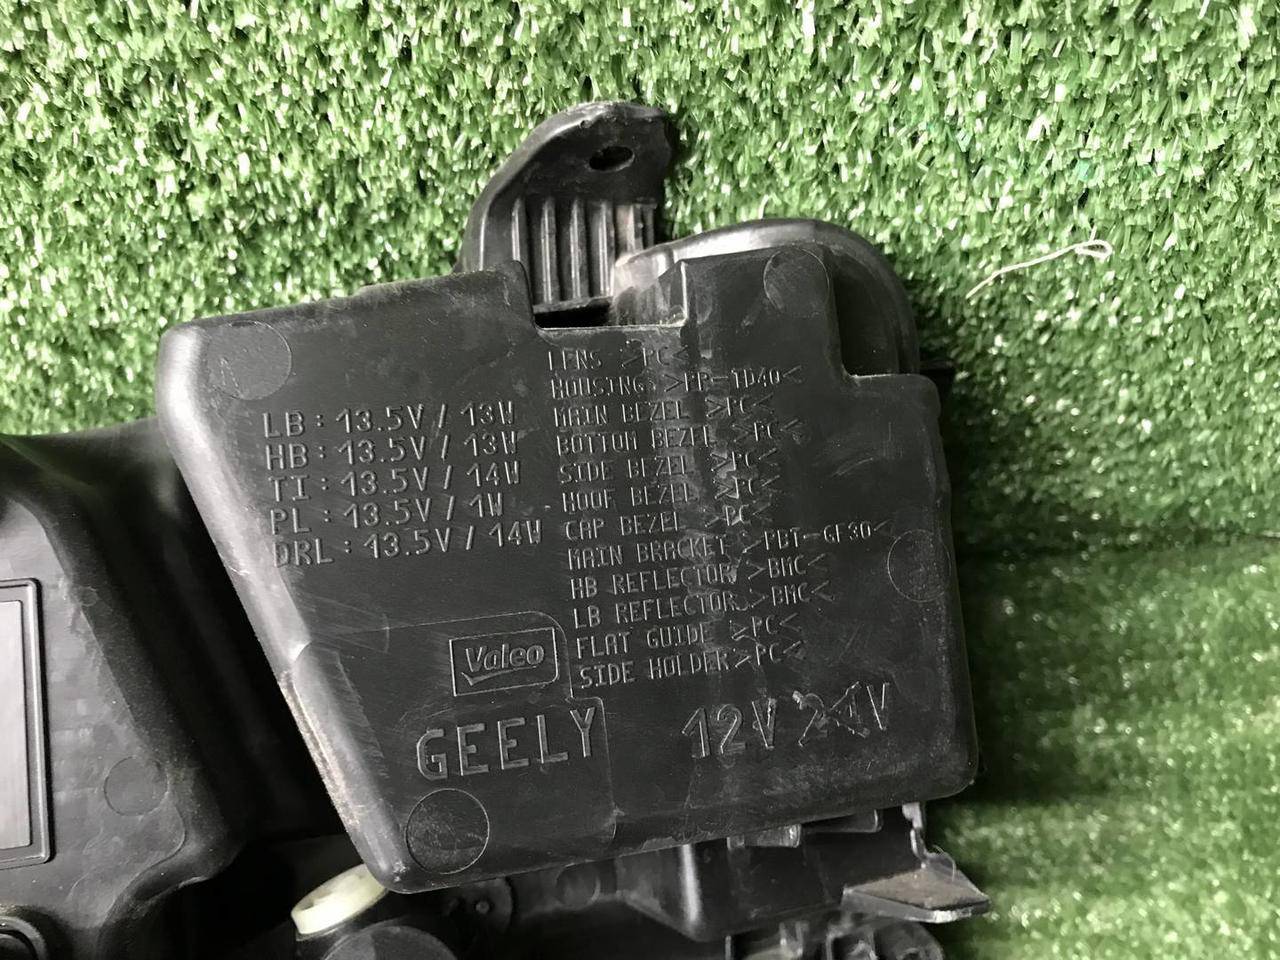 LB: 13.5V / 13W
HB: 13.5V / 13W
TI: 13.5V / 14W
PL: 13.5V / 1W
DRL: 13.5V / 14W
LENS >PC<
HOUSING >PP-TD40<
MAIN BEZEL >PC<
BOTTOM BEZEL >PC<
SIDE BEZEL >PC<
HOOF BEZEL >PC<
CAP BEZEL >PC<
MAIN BRACKET >PBT-GF30<
HB REFLECTOR >BMC<
LB REFLECTOR >BMC<
FLAT GUIDE >PC<
SIDE HOLDER >PC<
Valeo
GEELY
12V 24V